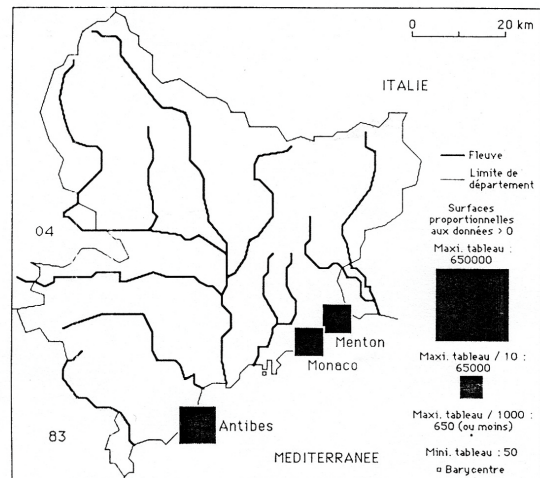 0 20 km
ITALIE
Fleuve
Limite de
département
Surfaces
proportionnelles
aux données > 0
Maxi. tableau :
650000
04
Menton
Monaco
Maxi. tableau / 10 :
65000
Maxi. tableau / 1000 :
650 (ou moins)
83
Antibes
Mini. tableau : 50
MEDITERRANEE
Barycentre